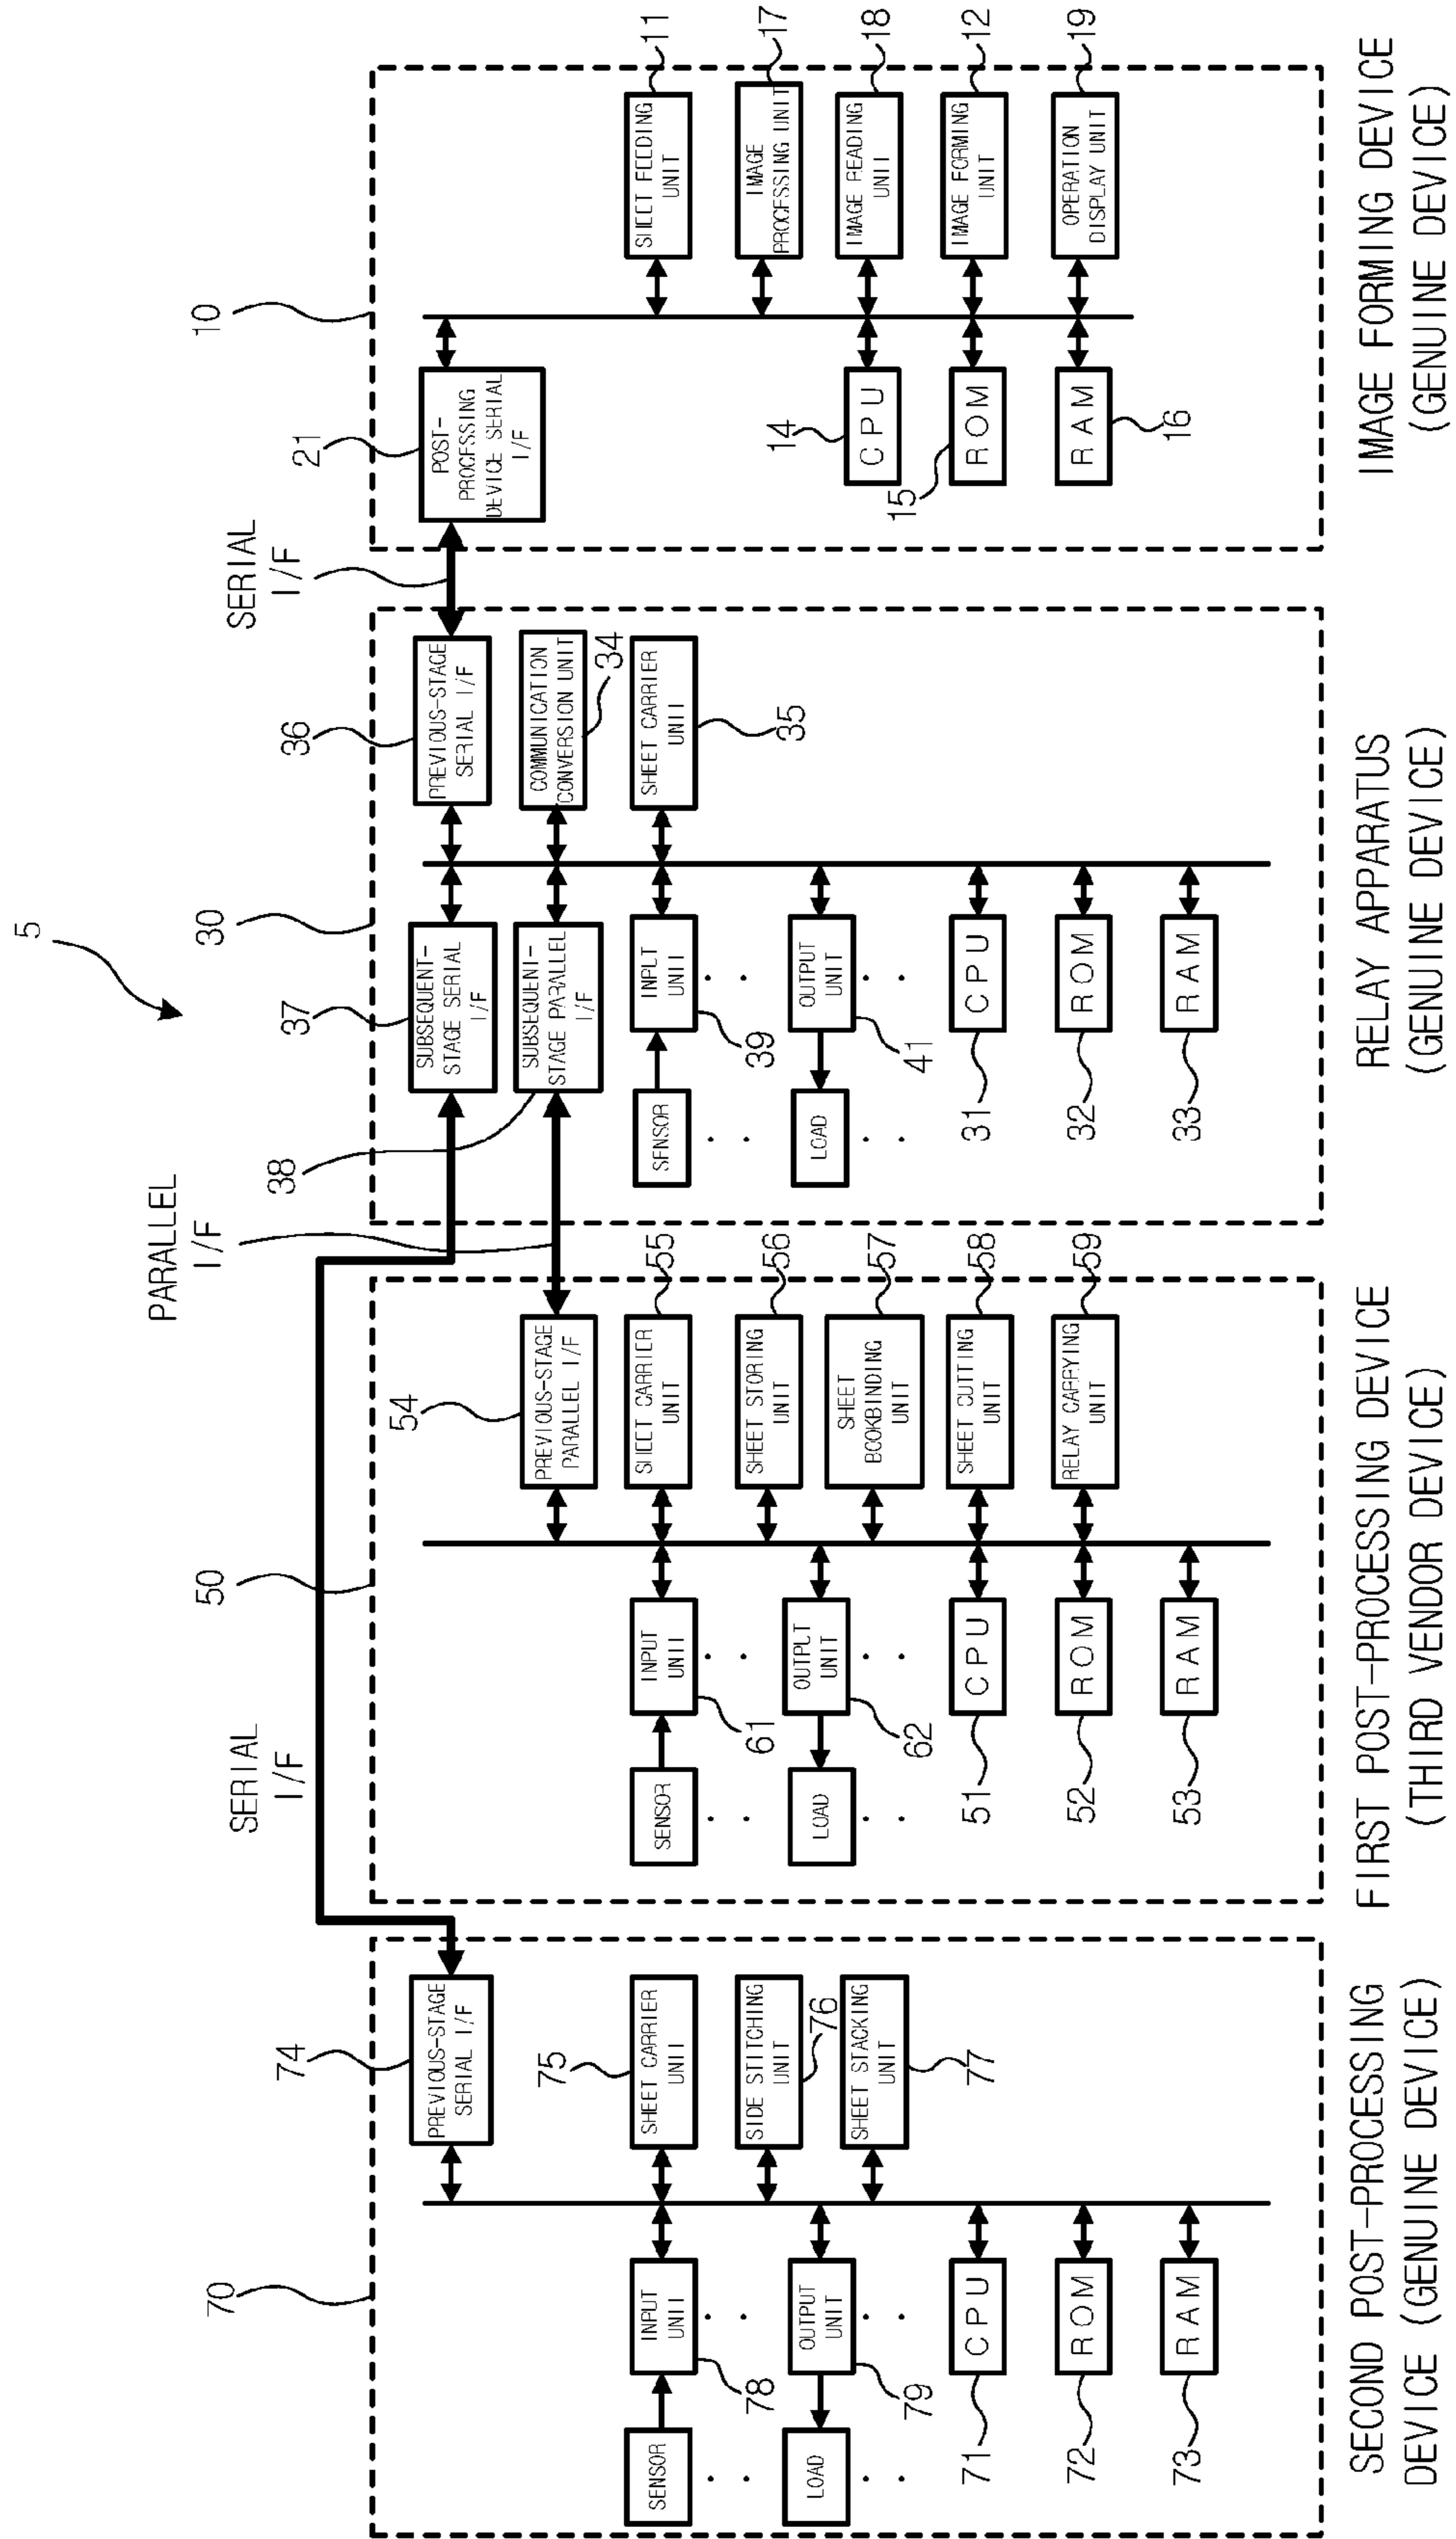 5
SERIAL
I/F
PARALLEL
I/F
SERIAL
I/F
70
74
PREVIOUS-STAGE
SERIAL I/F
75
SHEET CARRIER
UNIT
SIDE STITCHING
UNIT
76
SHEET STACKING
UNIT
77
SENSOR
INPUT
UNIT
78
LOAD
OUTPUT
UNIT
79
71
CPU
72
ROM
73
RAM
SECOND POST-PROCESSING
DEVICE (GENUINE DEVICE)
50
54
PREVIOUS-STAGE
PARALLEL I/F
SHEET CARRIER
UNIT
55
SHEET STORING
UNIT
56
SHEET
BOOKBINDING
UNIT
57
SHEET CUTTING
UNIT
58
RELAY CARRYING
UNIT
59
SENSOR
INPUT
UNIT
61
LOAD
OUTPUT
UNIT
62
51
CPU
52
ROM
53
RAM
FIRST POST-PROCESSING DEVICE
(THIRD VENDOR DEVICE)
30
37
SUBSEQUENT-
STAGE SERIAL
I/F
36
PREVIOUS-STAGE
SERIAL I/F
38
SUBSEQUENT-
STAGE PARALLEL
I/F
COMMUNICATION
CONVERSION UNIT
34
SHEET CARRIER
UNIT
35
SENSOR
INPUT
UNIT
39
LOAD
OUTPUT
UNIT
41
31
CPU
32
ROM
33
RAM
RELAY APPARATUS
(GENUINE DEVICE)
10
21
POST-
PROCESSING
DEVICE SERIAL
I/F
SHEET FEEDING
UNIT
11
IMAGE
PROCESSING UNIT
17
14
CPU
IMAGE READING
UNIT
18
15
ROM
IMAGE FORMING
UNIT
12
RAM
16
OPERATION
DISPLAY UNIT
19
IMAGE FORMING DEVICE
(GENUINE DEVICE)